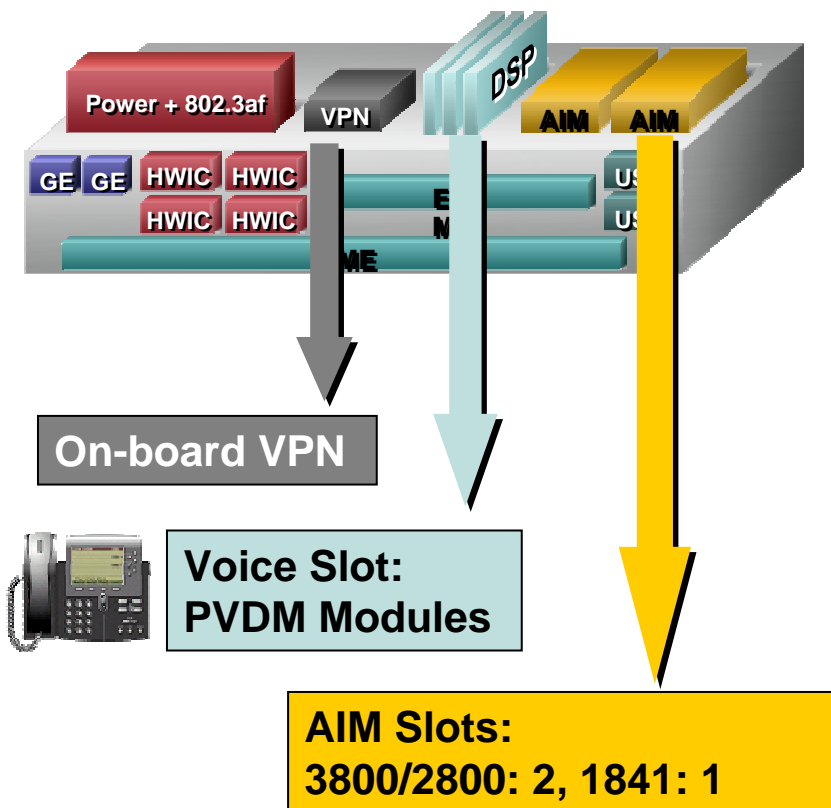 DSP
Power + 802.3af
VPN
AIM AIM
GE GE HWIC HWIC
HWIC HWIC
ME
On-board VPN
Voice Slot:
PVDM Modules
AIM Slots:
3800/2800: 2, 1841: 1